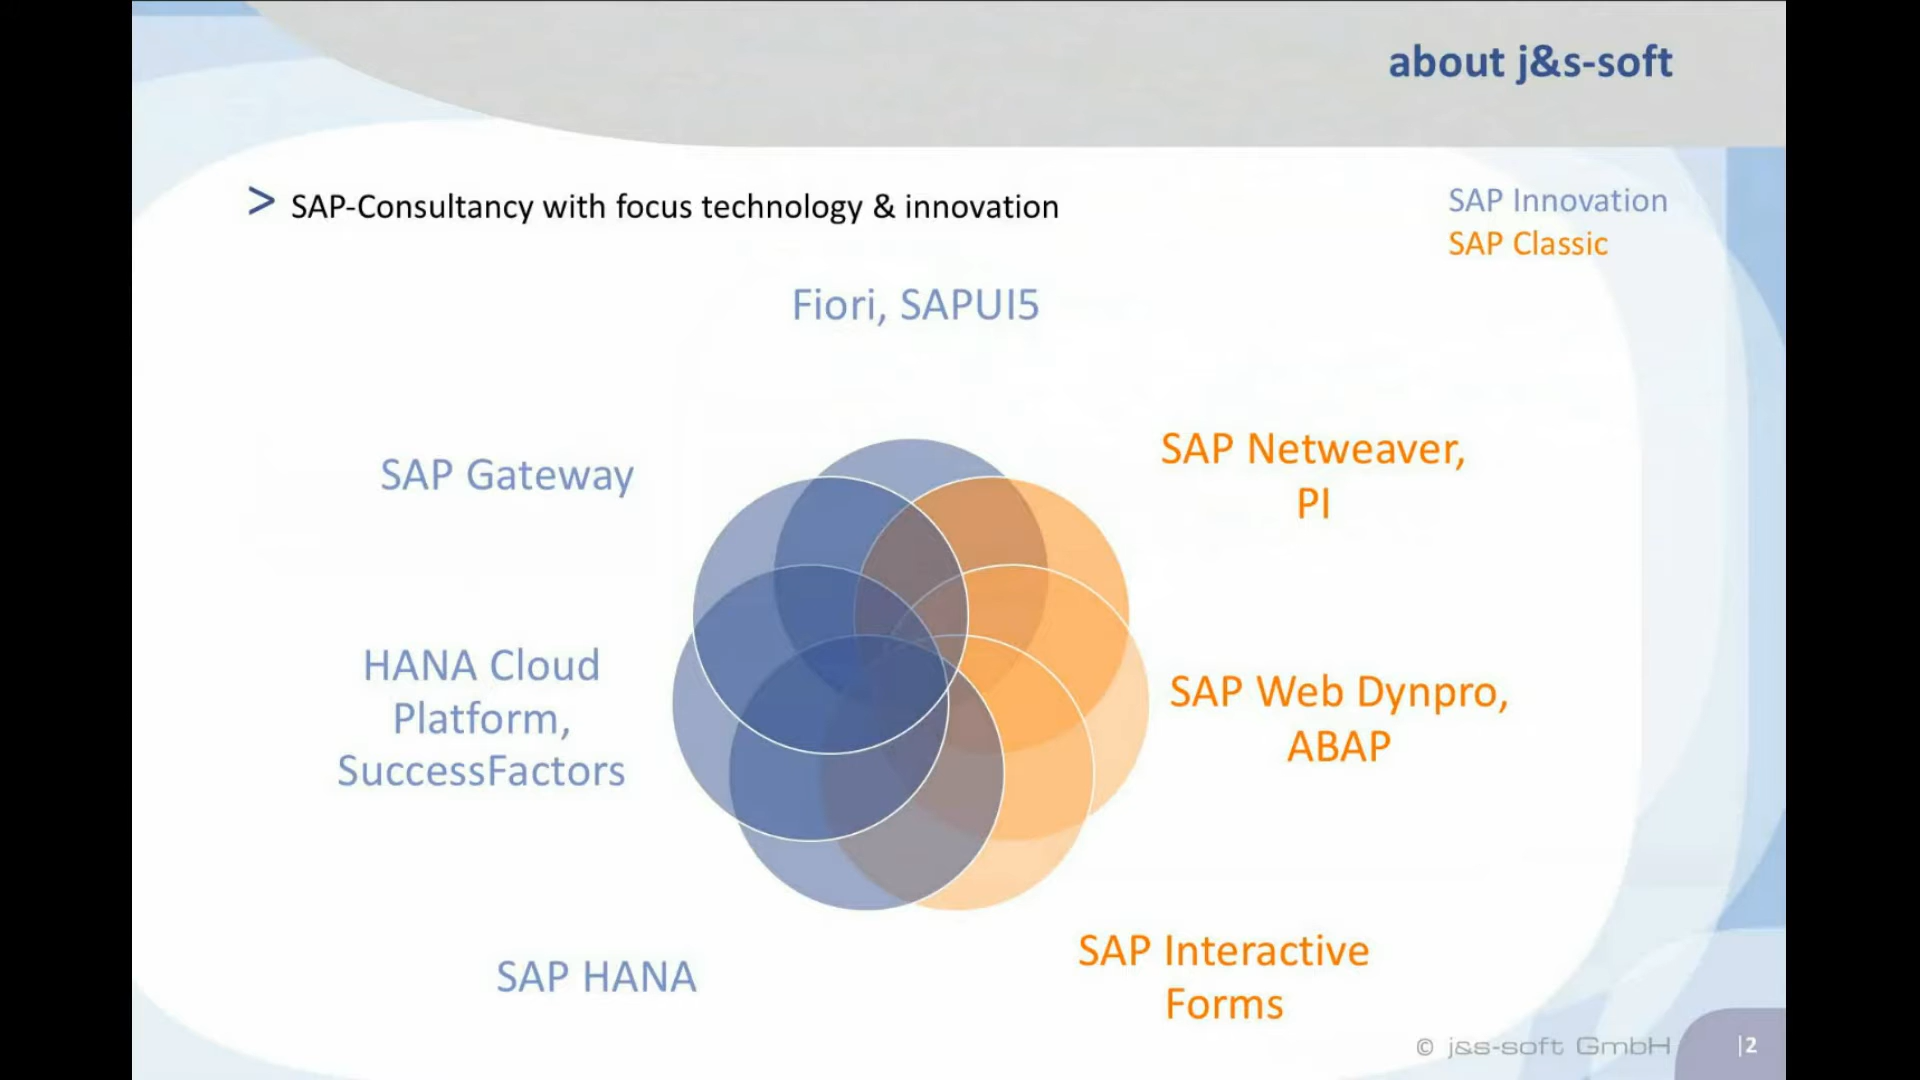 about j&s-soft
> SAP-Consultancy with focus technology & innovation
SAP Innovation
SAP Classic
Fiori, SAPUI5
SAP Gateway
SAP Netweaver,
PI
HANA Cloud
Platform,
SuccessFactors
SAP Web Dynpro,
ABAP
SAP HANA
SAP Interactive
Forms
© j&s-soft GmbH |2